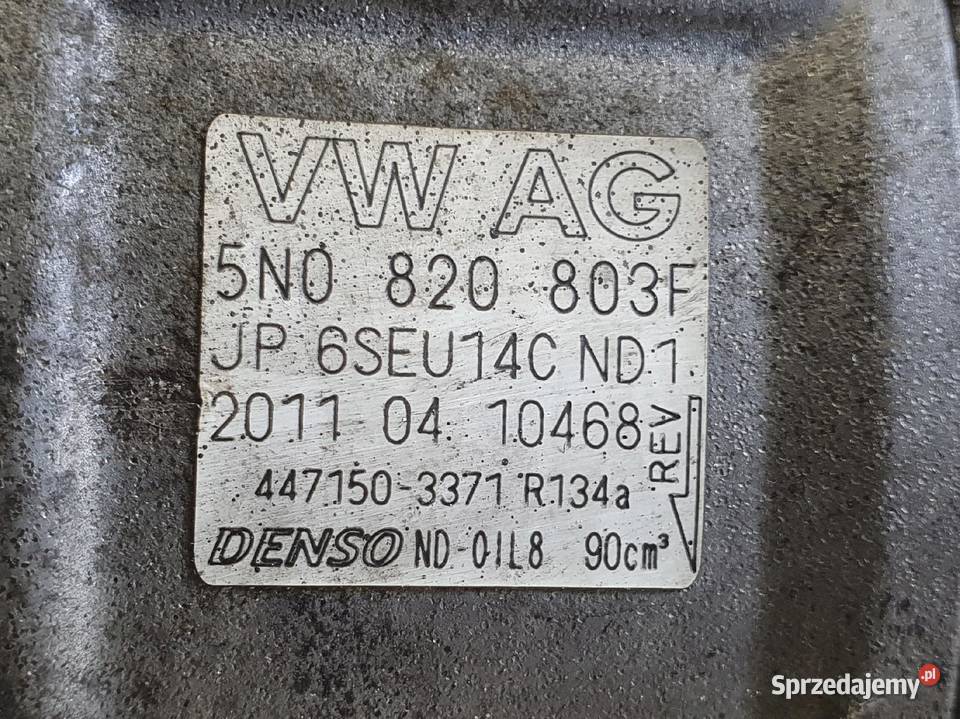 VW AG
5N0 820 803F
JP 6SEU14C ND1
2011 04 10468
REV
447150-3371 R134a
DENSO ND-OIL8 90cm³
Sprzedajemy.pl